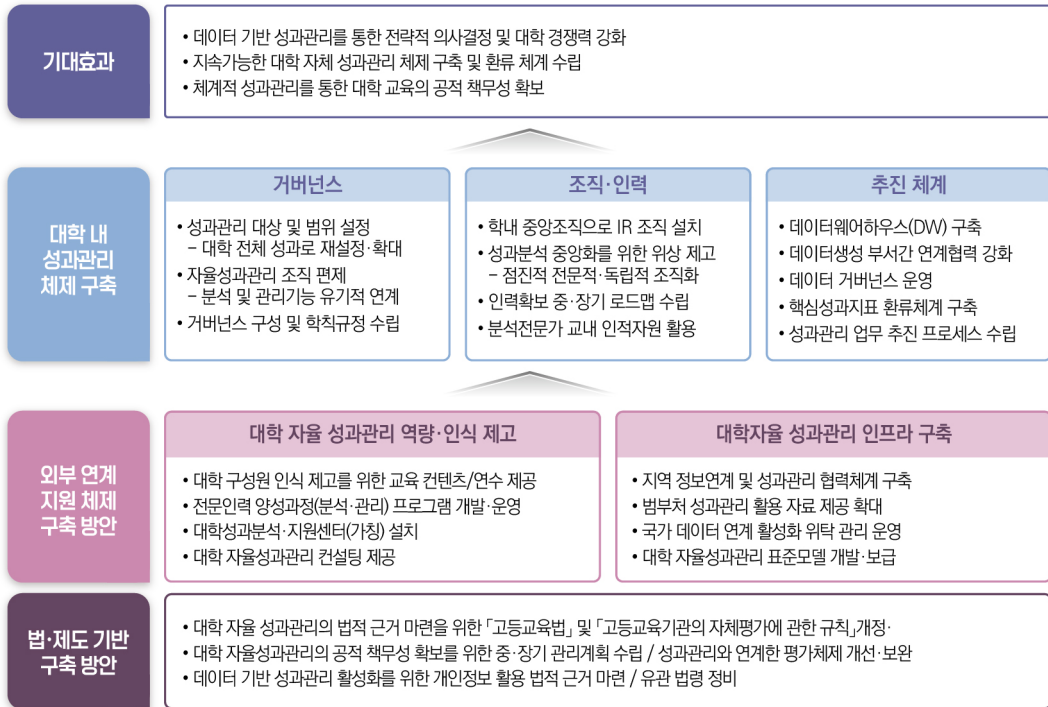 기대효과
• 데이터 기반 성과관리를 통한 전략적 의사결정 및 대학 경쟁력 강화
• 지속가능한 대학 자체 성과관리 체제 구축 및 환류 체계 수립
• 체계적 성과관리를 통한 대학 교육의 공적 책무성 확보
대학 내
성과관리
체제 구축
거버넌스
• 성과관리 대상 및 범위 설정
– 대학 전체 성과로 재설정·확대
• 자율성과관리 조직 편제
– 분석 및 관리기능 유기적 연계
• 거버넌스 구성 및 학칙규정 수립
조직·인력
• 학내 중앙조직으로 IR 조직 설치
• 성과분석 중앙화를 위한 위상 제고
– 점진적 전문적·독립적 조직화
• 인력확보 중·장기 로드맵 수립
• 분석전문가 교내 인적자원 활용
추진 체계
• 데이터웨어하우스(DW) 구축
• 데이터생성 부서간 연계협력 강화
• 데이터 거버넌스 운영
• 핵심성과지표 환류체계 구축
• 성과관리 업무 추진 프로세스 수립
외부 연계
지원 체제
구축 방안
대학 자율 성과관리 역량·인식 제고
• 대학 구성원 인식 제고를 위한 교육 컨텐츠/연수 제공
• 전문인력 양성과정(분석·관리) 프로그램 개발·운영
• 대학성과분석·지원센터(가칭) 설치
• 대학 자율성과관리 컨설팅 제공
대학자율 성과관리 인프라 구축
• 지역 정보연계 및 성과관리 협력체계 구축
• 범부처 성과관리 활용 자료 제공 확대
• 국가 데이터 연계 활성화 위탁 관리 운영
• 대학 자율성과관리 표준모델 개발·보급
법·제도 기반
구축 방안
• 대학 자율 성과관리의 법적 근거 마련을 위한 「고등교육법」 및 「고등교육기관의 자체평가에 관한 규칙」개정·
• 대학 자율성과관리의 공적 책무성 확보를 위한 중·장기 관리계획 수립 / 성과관리와 연계한 평가체제 개선·보완
• 데이터 기반 성과관리 활성화를 위한 개인정보 활용 법적 근거 마련 / 유관 법령 정비